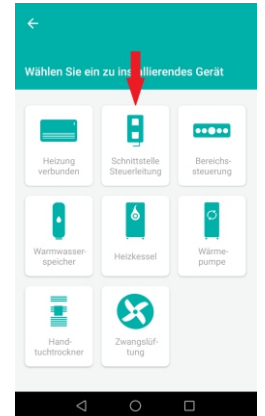 Wählen Sie ein zu installierendes Gerät
Heizung
verbunden
Schnittstelle
Steuerleitung
Bereichs-
steuerung
Warmwasser-
speicher
Heizkessel
Wärme-
pumpe
Hand-
tuchtrockner
Zwangslüf-
tung